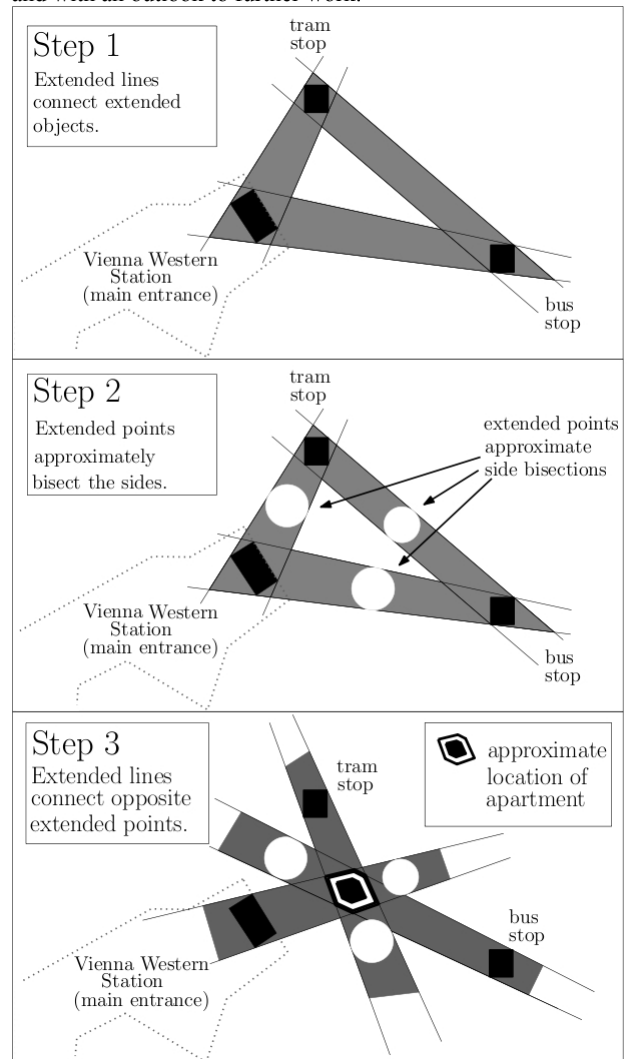 and with an outlook to further work.
Step 1
Extended lines
connect extended
objects.
tram
stop
Vienna Western
Station
(main entrance)
bus
stop
Step 2
Extended points
approximately
bisect the sides.
tram
stop
extended points
approximate
side bisections
Vienna Western
Station
(main entrance)
bus
stop
Step 3
Extended lines
connect opposite
extended points.
tram
stop
approximate
location of
apartment
bus
stop
Vienna Western
Station
(main entrance)